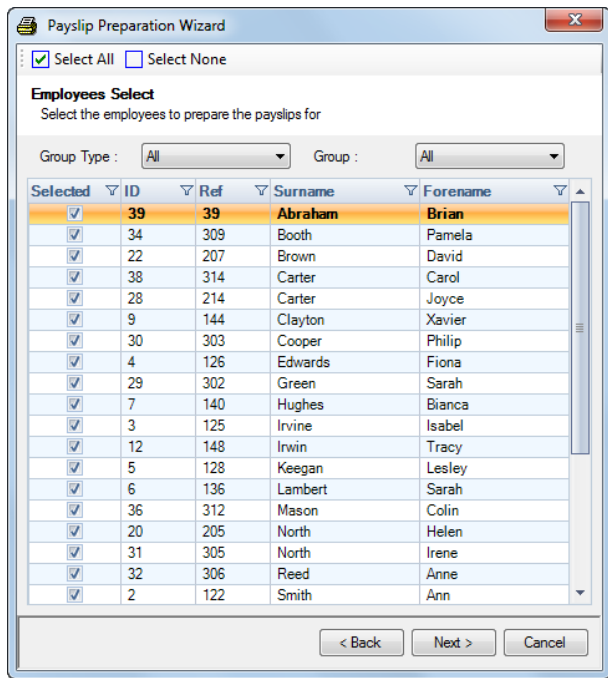 Payslip Preparation Wizard
Select All Select None
Employees Select
Select the employees to prepare the payslips for
Group Type : All Group : All
Selected ID Ref Surname Forename
39 39 Abraham Brian
34 309 Booth Pamela
22 207 Brown David
38 314 Carter Carol
28 214 Carter Joyce
9 144 Clayton Xavier
30 303 Cooper Philip
4 126 Edwards Fiona
29 302 Green Sarah
7 140 Hughes Bianca
3 125 Irvine Isabel
12 148 Irwin Tracy
5 128 Keegan Lesley
6 136 Lambert Sarah
36 312 Mason Colin
20 205 North Helen
31 305 North Irene
32 306 Reed Anne
2 122 Smith Ann
< Back Next > Cancel